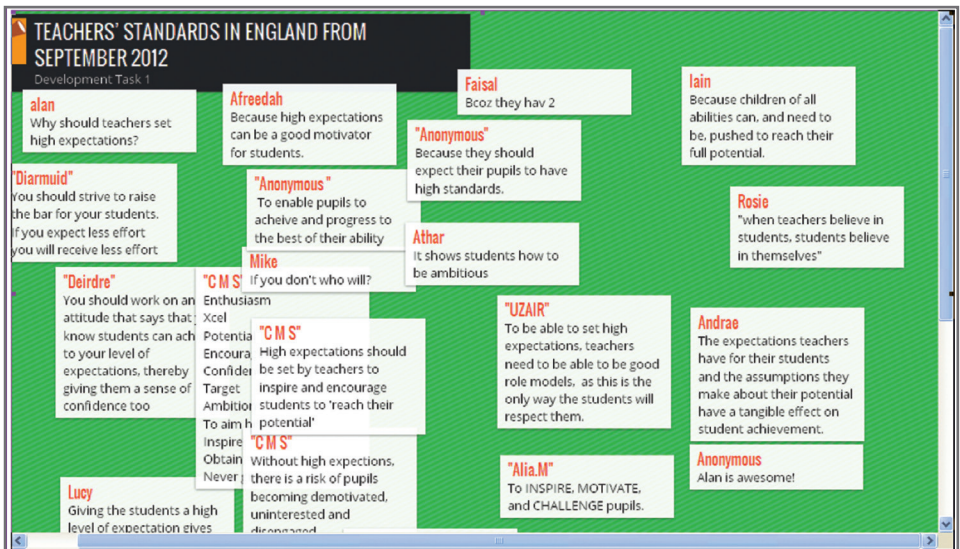 TEACHERS' STANDARDS IN ENGLAND FROM
SEPTEMBER 2012
Development Task 1
alan
Why should teachers set
high expectations?
Afreedah
Because high expectations
can be a good motivator
for students.
Faisal
Bcoz they hav 2
Iain
Because children of all
abilities can, and need to
be, pushed to reach their
full potential.
"Anonymous"
Because they should
expect their pupils to have
high standards.
"Diarmuid"
You should strive to raise
the bar for your students.
If you expect less effort
you will receive less effort
"Anonymous "
To enable pupils to
acheive and progress to
the best of their ability
Rosie
"when teachers believe in
students, students believe
in themselves"
Athar
It shows students how to
be ambitious
Mike
If you don't who will?
"Deirdre"
You should work on an
attitude that says that
know students can ach
to your level of
expectations, thereby
giving them a sense of
confidence too
"C M S"
Enthusiasm
Xcel
Potentia
Encoura
Confider
Target
Ambition
To aim h
Inspire
Obtain
Never
"C M S"
High expectations should
be set by teachers to
inspire and encourage
students to 'reach their
potential'
"UZAIR"
To be able to set high
expectations, teachers
need to be able to be good
role models, as this is the
only way the students will
respect them.
Andrae
The expectations teachers
have for their students
and the assumptions they
make about their potential
have a tangible effect on
student achievement.
"C M S"
Without high expections,
there is a risk of pupils
becoming demotivated,
uninterested and
disengaged
"Alia.M"
To INSPIRE, MOTIVATE,
and CHALLENGE pupils.
Anonymous
Alan is awesome!
Lucy
Giving the students a high
level of expectation gives